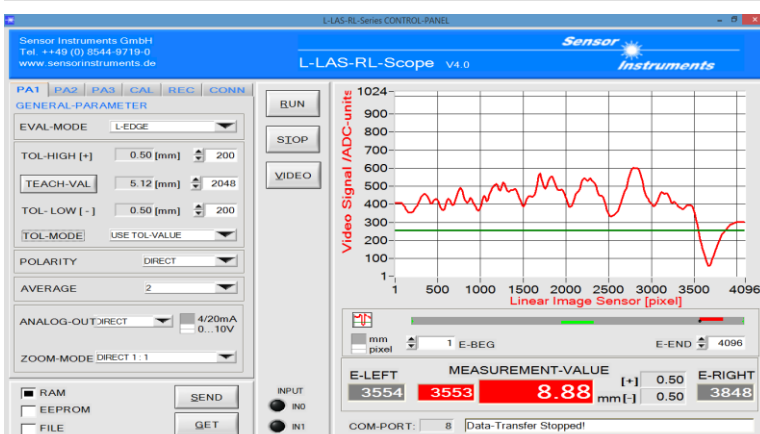 L-LAS-RL-Series CONTROL-PANEL
Sensor Instruments GmbH
Tel. ++49 (0) 8544-9719-0
www.sensorinstruments.de
L-LAS-RL-Scope V4.0
Sensor
Instruments
PA1 PA2 PA3 CAL REC CONN
GENERAL-PARAMETER
EVAL-MODE L-EDGE
TOL-HIGH [+] 0.50 [mm] 200
TEACH-VAL 5.12 [mm] 2048
TOL- LOW [ - ] 0.50 [mm] 200
TOL-MODE USE TOL-VALUE
POLARITY DIRECT
AVERAGE 2
ANALOG-OUT DIRECT 4/20mA
0...10V
ZOOM-MODE DIRECT 1 : 1
RAM
EEPROM
FILE
SEND
GET
RUN
STOP
VIDEO
INPUT
IN0
IN1
Video Signal /ADC-units
1024
900
800
700
600
500
400
300
200
100
1
1 500 1000 1500 2000 2500 3000 3500 4096
Linear Image Sensor [pixel]
mm
pixel
1 E-BEG E-END 4096
E-LEFT MEASUREMENT-VALUE E-RIGHT
3554 3553 8.88 mm [+] 0.50 3848
[-] 0.50
COM-PORT: 8 Data-Transfer Stopped!